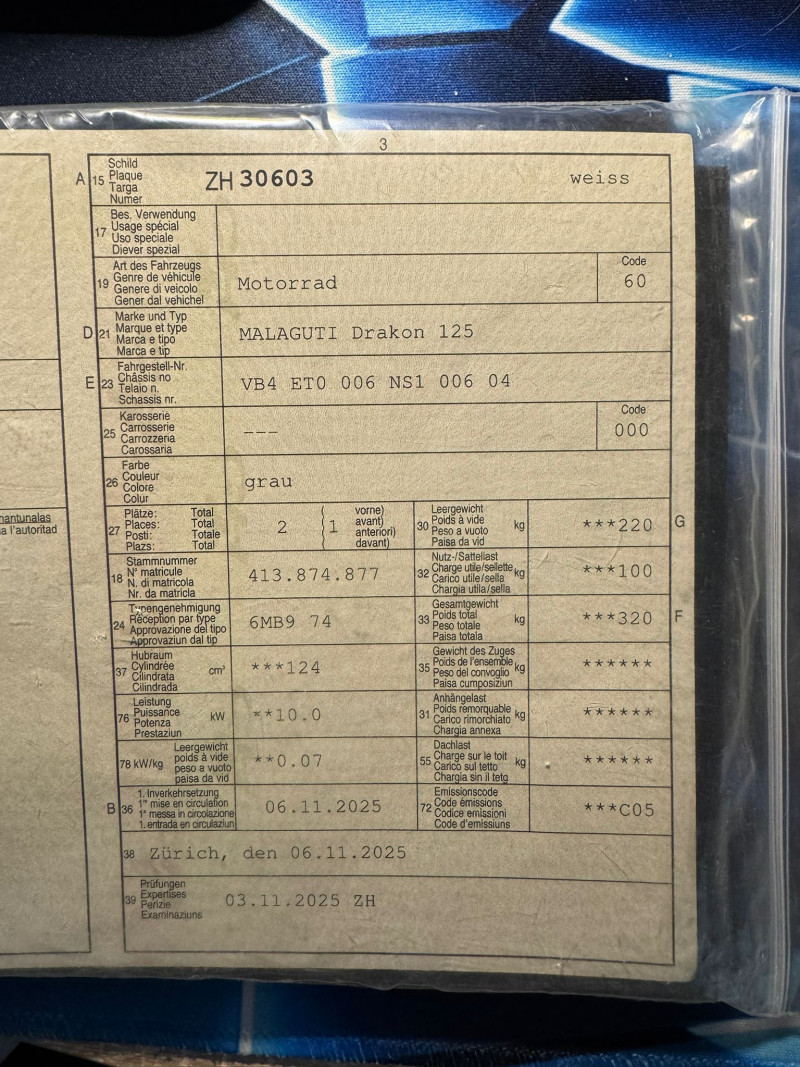 3
A 15 Schild
Plaque
Targa
Numer
ZH 30603 weiss
17 Bes. Verwendung
Usage spécial
Uso speciale
Diever spezial
19 Art des Fahrzeugs
Genre de véhicule
Genere di veicolo
Gener dal vehichel
Motorrad
Code
60
D 21 Marke und Typ
Marque et type
Marca e tipo
Marca e tip
MALAGUTI Drakon 125
E 23 Fahrgestell-Nr.
Châssis no
Telaio n.
Schassis nr.
VB4 ET0 006 NS1 006 04
25 Karosserie
Carrosserie
Carrozzeria
Carossaria
---
Code
000
26 Farbe
Couleur
Colore
Colur
grau
27 Plätze: Total
Places: Total
Posti: Totale
Plazs: Total
2 1 vorne)
avant)
anteriori)
davant)
30 Leergewicht
Poids à vide
Peso a vuoto
Paisa da vid
kg
***220 G
18 Stammnummer
N° matricule
N. di matricola
Nr. da matricla
413.874.877
32 Nutz-/Sattellast
Charge utile/sellette
Carico utile/sella
Chargia utila/sella
kg
***100
24 Typengenehmigung
Réception par type
Approvazione del tipo
Approvaziun dal tip
6MB9 74
33 Gesamtgewicht
Poids total
Peso totale
Paisa totala
kg
***320 F
37 Hubraum
Cylindrée
Cilindrata
Cilindrada
cm³
***124
35 Gewicht des Zuges
Poids de l'ensemble
Peso del convoglio
Paisa cumposiziun
kg
******
76 Leistung
Puissance
Potenza
Prestaziun
kW
**10.0
31 Anhängelast
Poids remorquable
Carico rimorchiato
Chargia annexa
kg
******
78 kW/kg Leergewicht
poids à vide
peso a vuoto
paisa da vid
**0.07
55 Dachlast
Charge sur le toit
Carico sul tetto
Chargia sin il tetg
kg
******
B 36 1. Inverkehrsetzung
1re mise en circulation
1a messa in circolazione
1. entrada en circulaziun
06.11.2025
72 Emissionscode
Code émissions
Codice emissioni
Code d'emissiuns
***C05
38 Zürich, den 06.11.2025
39 Prüfungen
Expertises
Perizie
Examinaziuns
03.11.2025 ZH